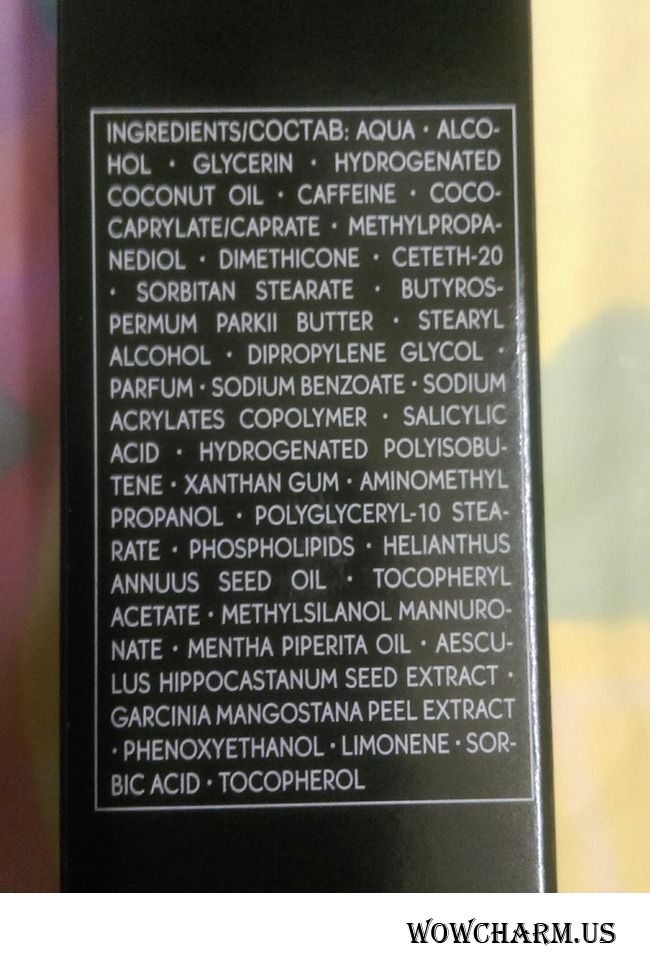 INGREDIENTS/СОСТАВ: AQUA • ALCO-
HOL • GLYCERIN • HYDROGENATED
COCONUT OIL • CAFFEINE • COCO-
CAPRYLATE/CAPRATE • METHYLPROPA-
NEDIOL • DIMETHICONE • CETETH-20
• SORBITAN STEARATE • BUTYROS-
PERMUM PARKII BUTTER • STEARYL
ALCOHOL • DIPROPYLENE GLYCOL •
PARFUM • SODIUM BENZOATE • SODIUM
ACRYLATES COPOLYMER • SALICYLIC
ACID • HYDROGENATED POLYISOBU-
TENE • XANTHAN GUM • AMINOMETHYL
PROPANOL • POLYGLYCERYL-10 STEA-
RATE • PHOSPHOLIPIDS • HELIANTHUS
ANNUUS SEED OIL • TOCOPHERYL
ACETATE • METHYLSILANOL MANNURO-
NATE • MENTHA PIPERITA OIL • AESCU-
LUS HIPPOCASTANUM SEED EXTRACT •
GARCINIA MANGOSTANA PEEL EXTRACT
• PHENOXYETHANOL • LIMONENE • SOR-
BIC ACID • TOCOPHEROL
WOWCHARM.US